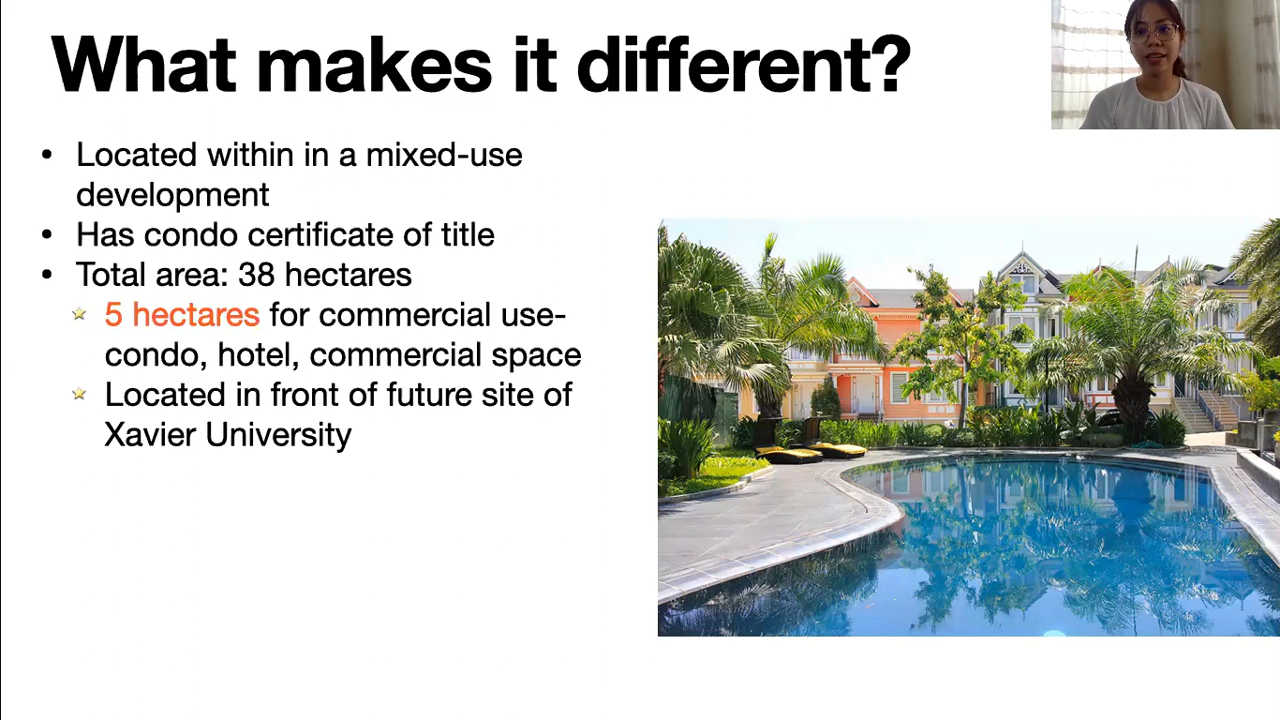 What makes it different?
• Located within in a mixed-use
development
• Has condo certificate of title
• Total area: 38 hectares
5 hectares for commercial use-
condo, hotel, commercial space
Located in front of future site of
Xavier University